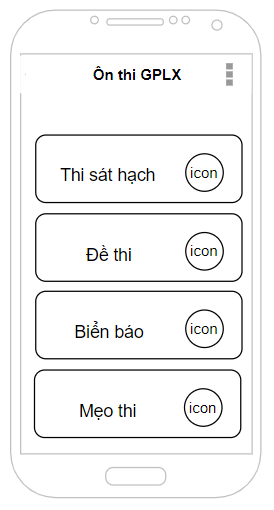 Ôn thi GPLX
Thi sát hạch
icon
Đề thi
icon
Biển báo
icon
Mẹo thi
icon